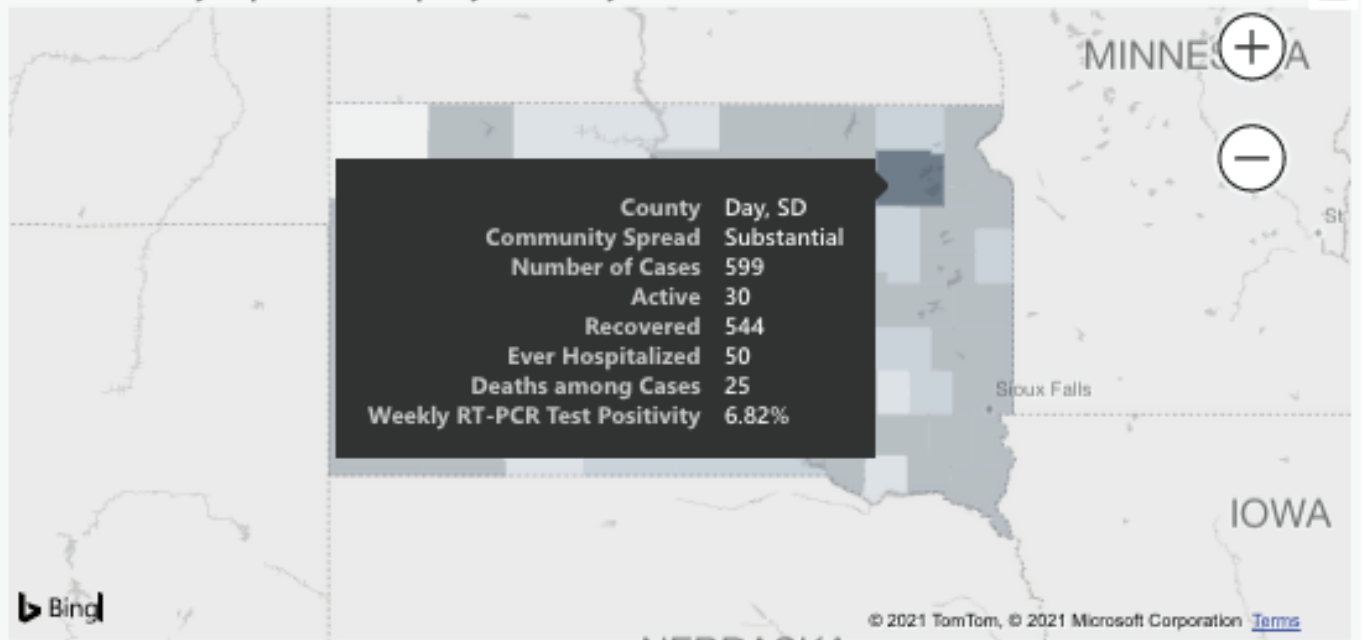 MINNES A
County Day, SD
Community Spread Substantial
Number of Cases 599
Active 30
Recovered 544
Ever Hospitalized 50
Deaths among Cases 25
Weekly RT-PCR Test Positivity 6.82%
St
Sioux Falls
IOWA
Bing
© 2021 TomTom, © 2021 Microsoft Corporation Terms